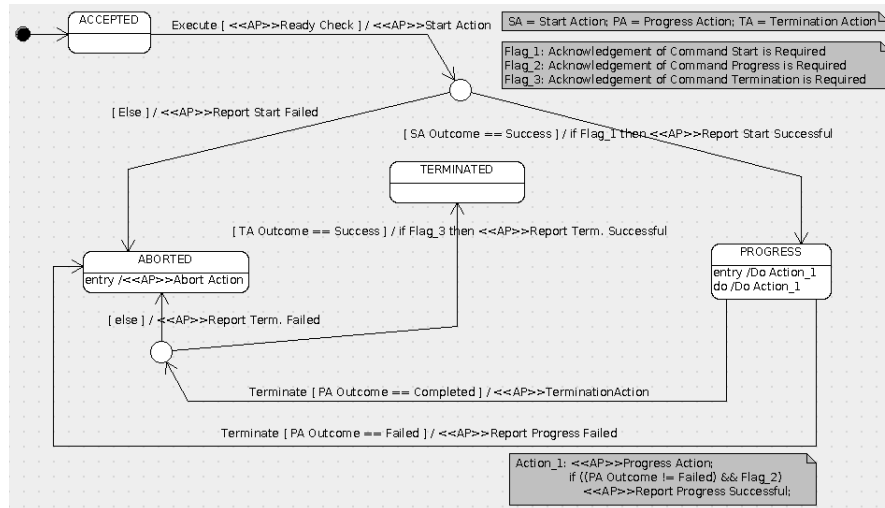 ACCEPTED
Execute [ <<AP>>Ready Check ] / <<AP>>Start Action
SA = Start Action; PA = Progress Action; TA = Termination Action
Flag_1: Acknowledgement of Command Start is Required
Flag_2: Acknowledgement of Command Progress is Required
Flag_3: Acknowledgement of Command Termination is Required
[ Else ] / <<AP>>Report Start Failed
[ SA Outcome == Success ] / if Flag_1 then <<AP>>Report Start Successful
TERMINATED
[ TA Outcome == Success ] / if Flag_3 then <<AP>>Report Term. Successful
ABORTED
entry /<<AP>>Abort Action
PROGRESS
entry /Do Action_1
do /Do Action_1
[ else ] / <<AP>>Report Term. Failed
Terminate [ PA Outcome == Completed ] / <<AP>>TerminationAction
Terminate [ PA Outcome == Failed ] / <<AP>>Report Progress Failed
Action_1: <<AP>>Progress Action;
if ((PA Outcome != Failed) && Flag_2)
<<AP>>Report Progress Successful;